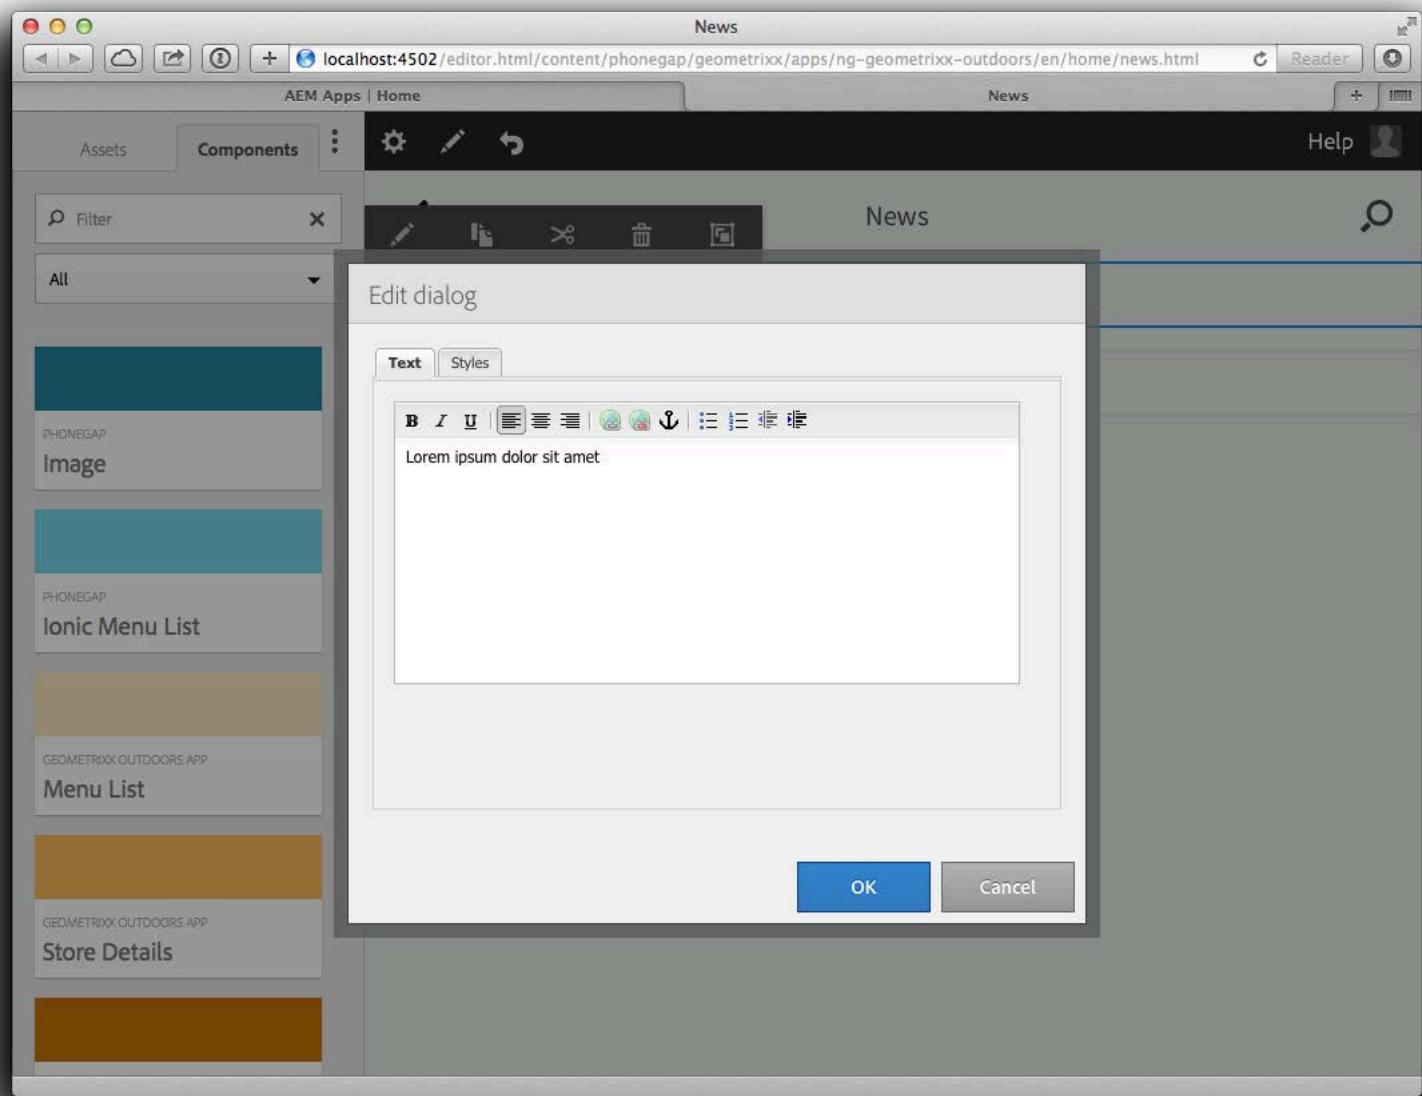 News
localhost:4502/editor.html/content/phonegap/geometrixx/apps/ng-geometrixx-outdoors/en/home/news.html
Reader
AEM Apps | Home
News
Assets
Components
Help
Filter
News
All
Edit dialog
Text
Styles
B I U
Lorem ipsum dolor sit amet
PHONEGAP
Image
PHONEGAP
Ionic Menu List
GEOMETRIXX OUTDOORS APP
Menu List
GEOMETRIXX OUTDOORS APP
Store Details
OK
Cancel